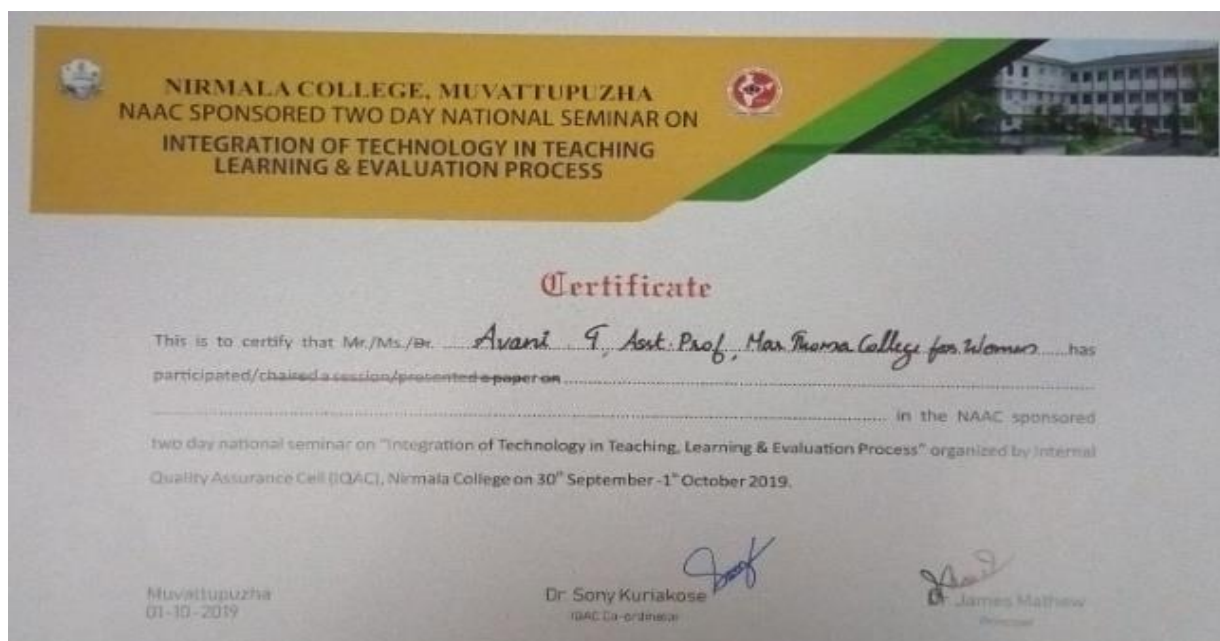 NIRMALA COLLEGE, MUVATTUPUZHA
NAAC SPONSORED TWO DAY NATIONAL SEMINAR ON
INTEGRATION OF TECHNOLOGY IN TEACHING
LEARNING & EVALUATION PROCESS
Certificate
This is to certify that Mr./Ms./Dr. Avani T, Asst. Prof, Mar Thoma College for Women has
participated/chaired a session/presented a paper on
in the NAAC sponsored
two day national seminar on "Integration of Technology in Teaching, Learning & Evaluation Process" organized by Internal
Quality Assurance Cell (IQAC), Nirmala College on 30th September -1st October 2019.
Muvattupuzha
01-10-2019
Dr. Sony Kuriakose
IQAC Co-ordinator
Dr. James Mathew
Principal